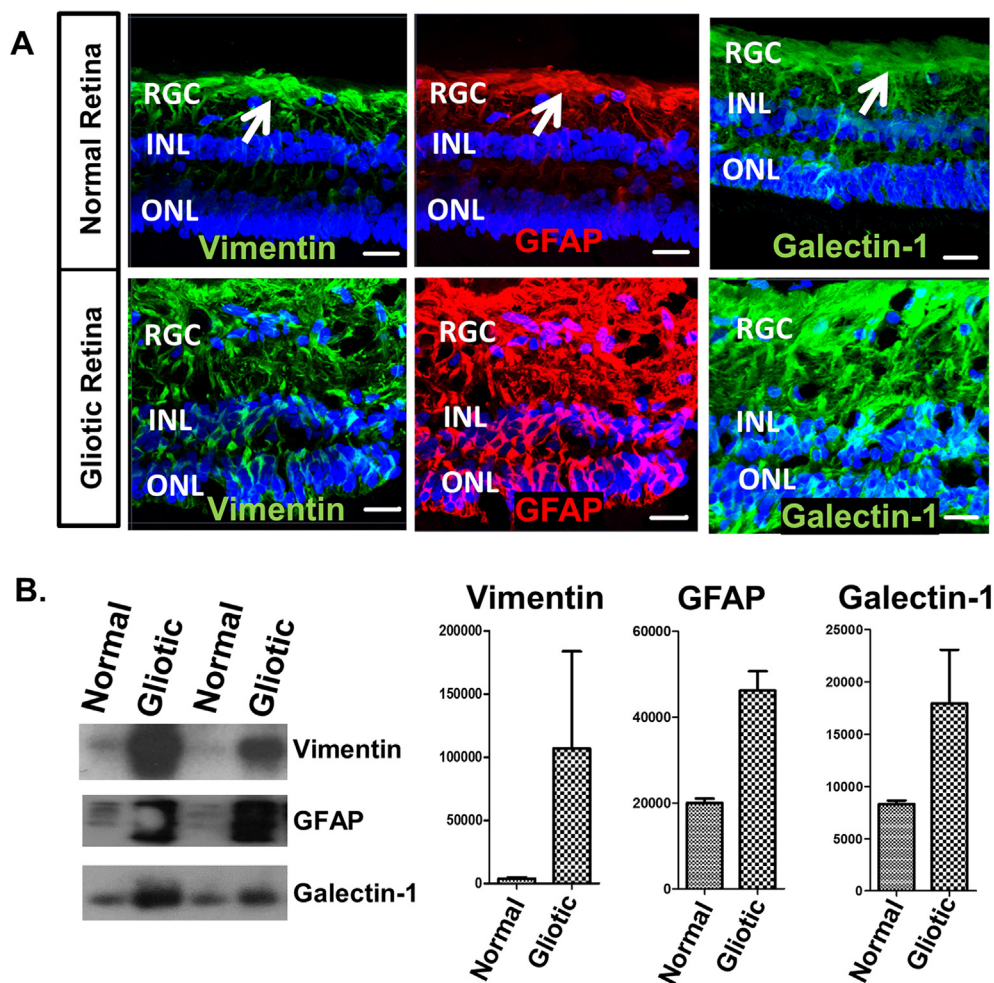 A
Normal Retina
RGC
INL
ONL
Vimentin
RGC
INL
ONL
GFAP
RGC
INL
ONL
Galectin-1
Gliotic Retina
RGC
INL
ONL
Vimentin
RGC
INL
ONL
GFAP
RGC
INL
ONL
Galectin-1
B.
Normal
Gliotic
Normal
Gliotic
Vimentin
GFAP
Galectin-1
Vimentin
200000
150000
100000
50000
0
Normal
Gliotic
GFAP
60000
40000
20000
0
Normal
Gliotic
Galectin-1
25000
20000
15000
10000
5000
0
Normal
Gliotic